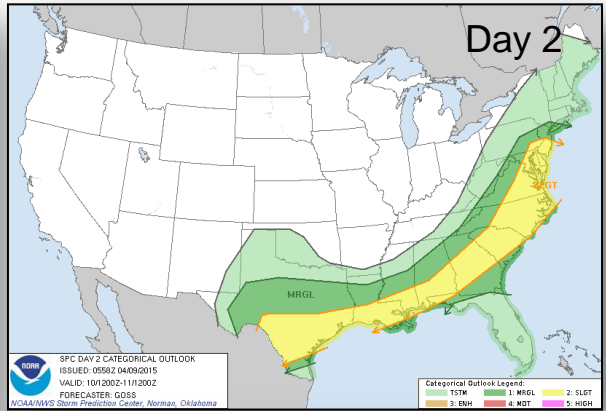 Day 2
SLGT
MRGL
NOAA
SPC DAY 2 CATEGORICAL OUTLOOK
ISSUED: 0558Z 04/09/2015
VALID: 10/1200Z-11/1200Z
FORECASTER: GOSS
NOAA/NWS Storm Prediction Center, Norman, Oklahoma
Categorical Outlook Legend:
TSTM 1: MRGL 2: SLGT
3: ENH 4: MDT 5: HIGH